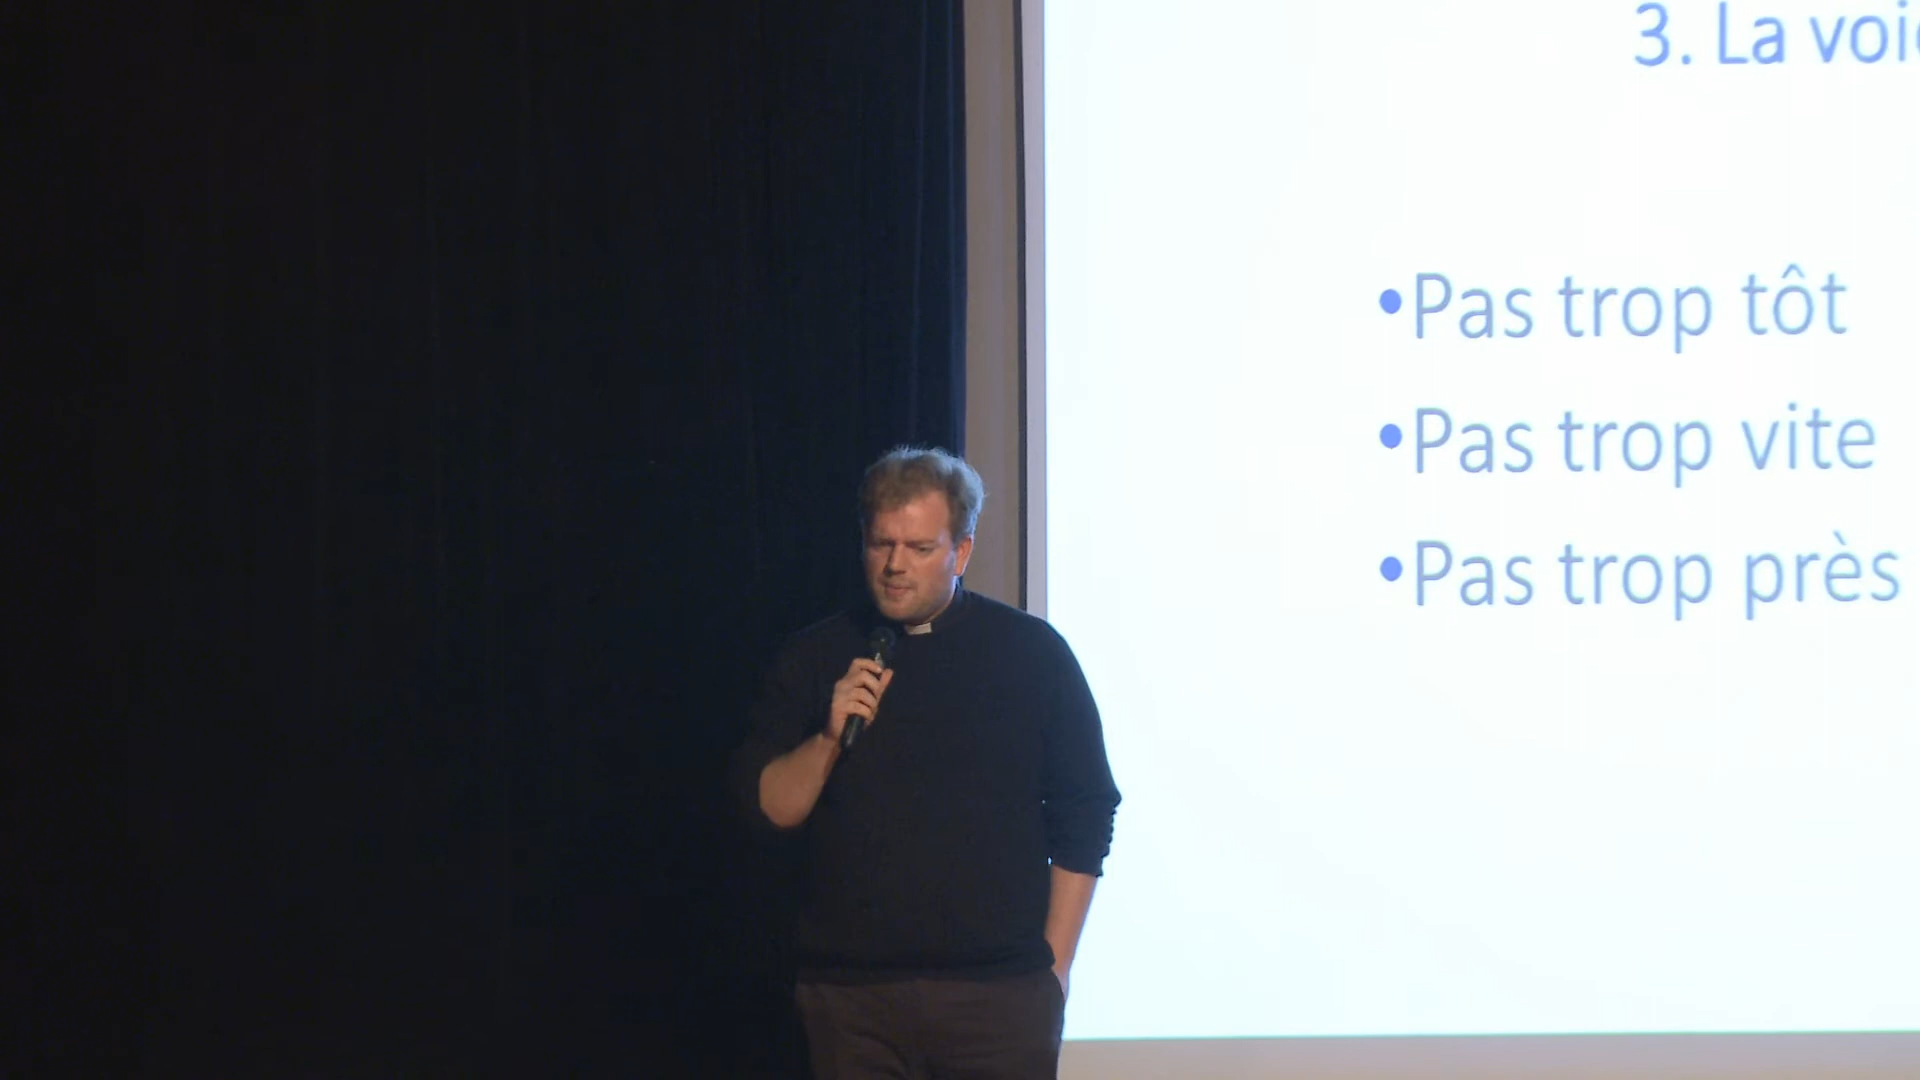 3. La voi
•Pas trop tôt
•Pas trop vite
•Pas trop près